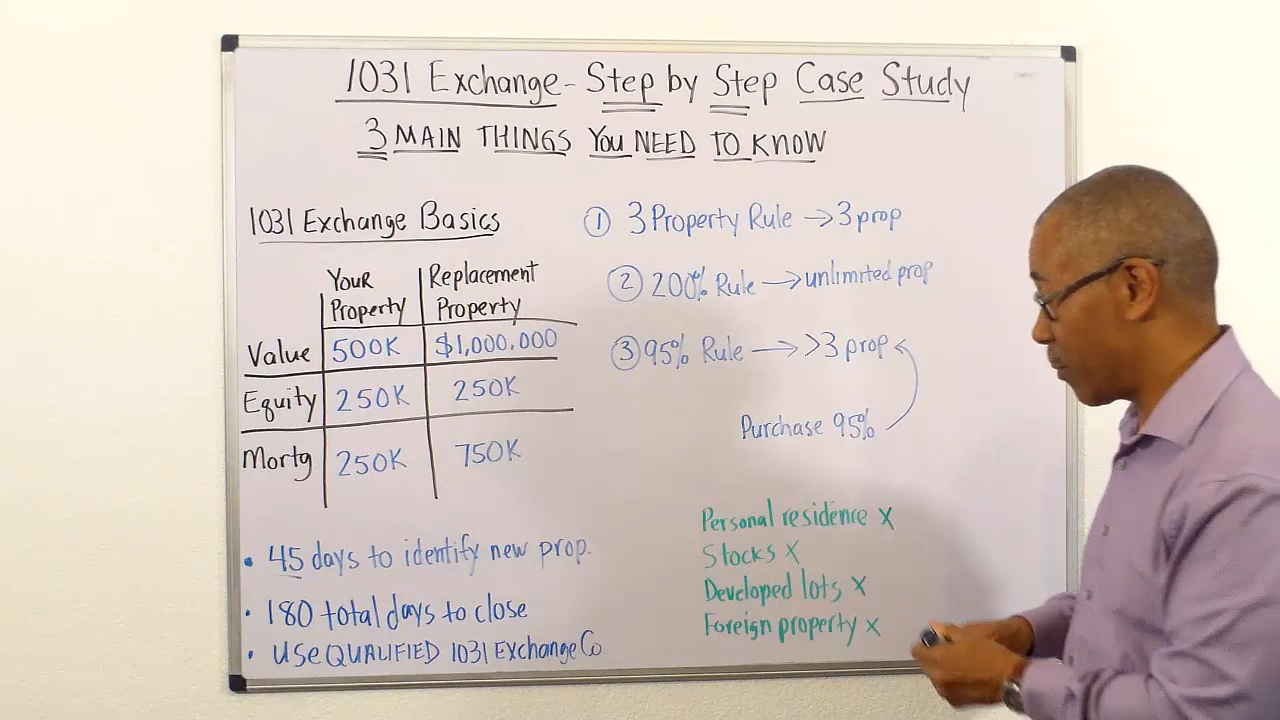 1031 Exchange - Step by Step Case Study
3 MAIN THINGS YOU NEED TO KNOW
1031 Exchange Basics
Your Property Replacement Property
Value 500K $1,000.000
Equity 250K 250K
Mortg 250K 750K
• 45 days to identify new prop.
• 180 total days to close
• USE QUALIFIED 1031 Exchange Co.
① 3 Property Rule → 3 prop
② 200% Rule → unlimited prop
③ 95% Rule → >3 prop
Purchase 95%
Personal residence x
Stocks x
Developed lots x
Foreign property x